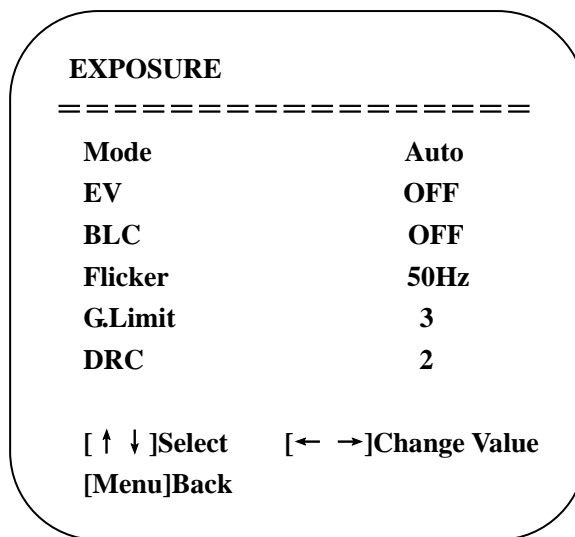 EXPOSURE
=================
Mode Auto
EV OFF
BLC OFF
Flicker 50Hz
G.Limit 3
DRC 2
[↑ ↓]Select [← →]Change Value
[Menu]Back